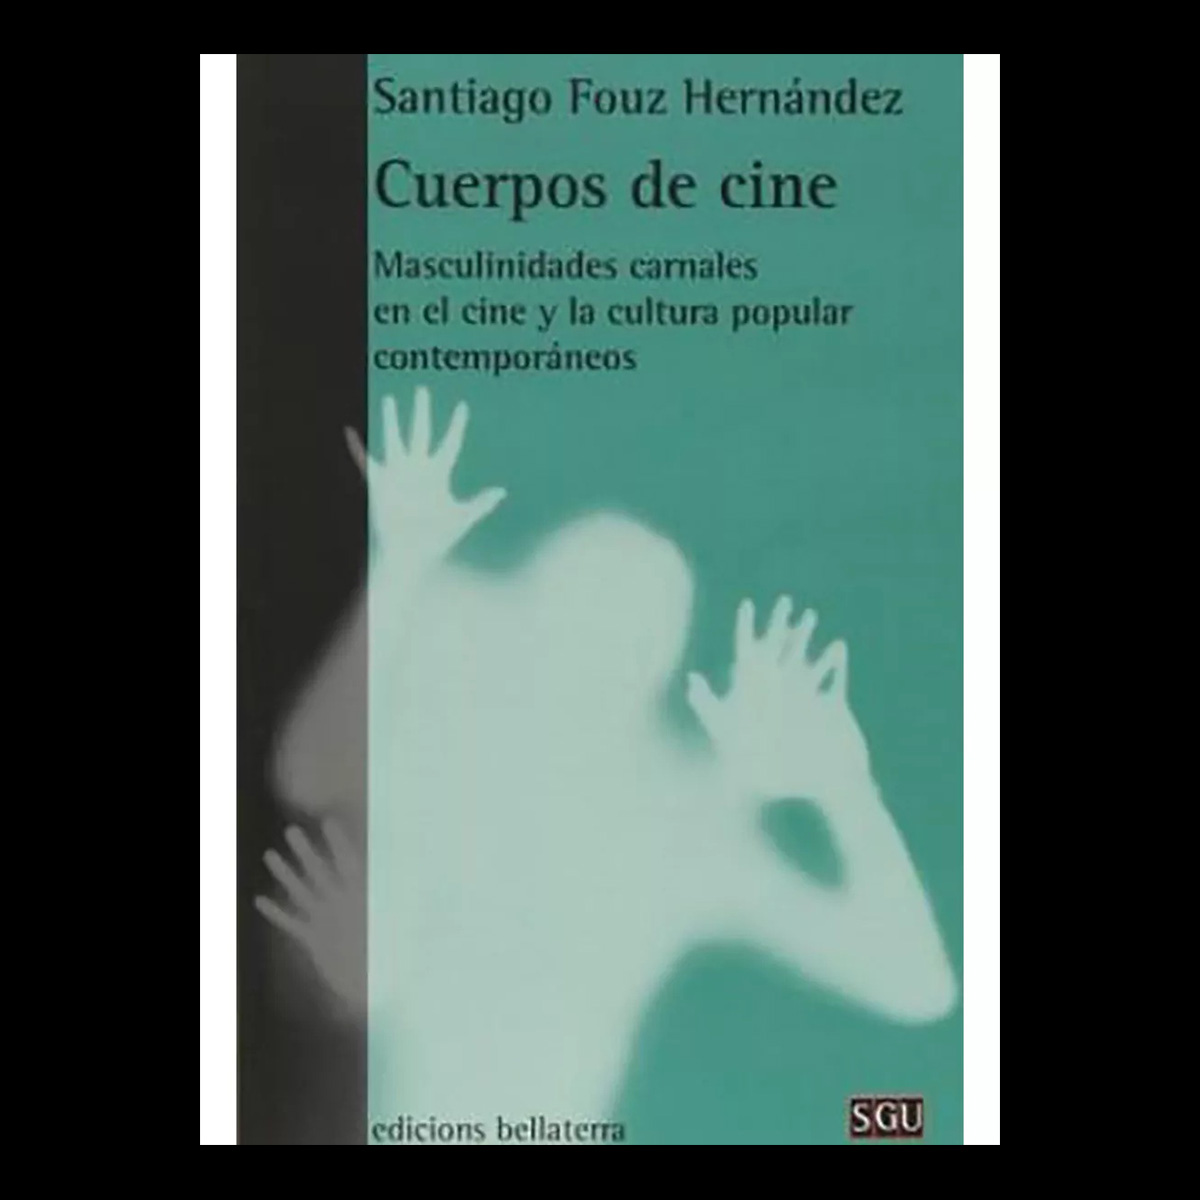 Santiago Fouz Hernández
Cuerpos de cine
Masculinidades carnales
en el cine y la cultura popular
contemporáneos
edicions bellaterra
SGU